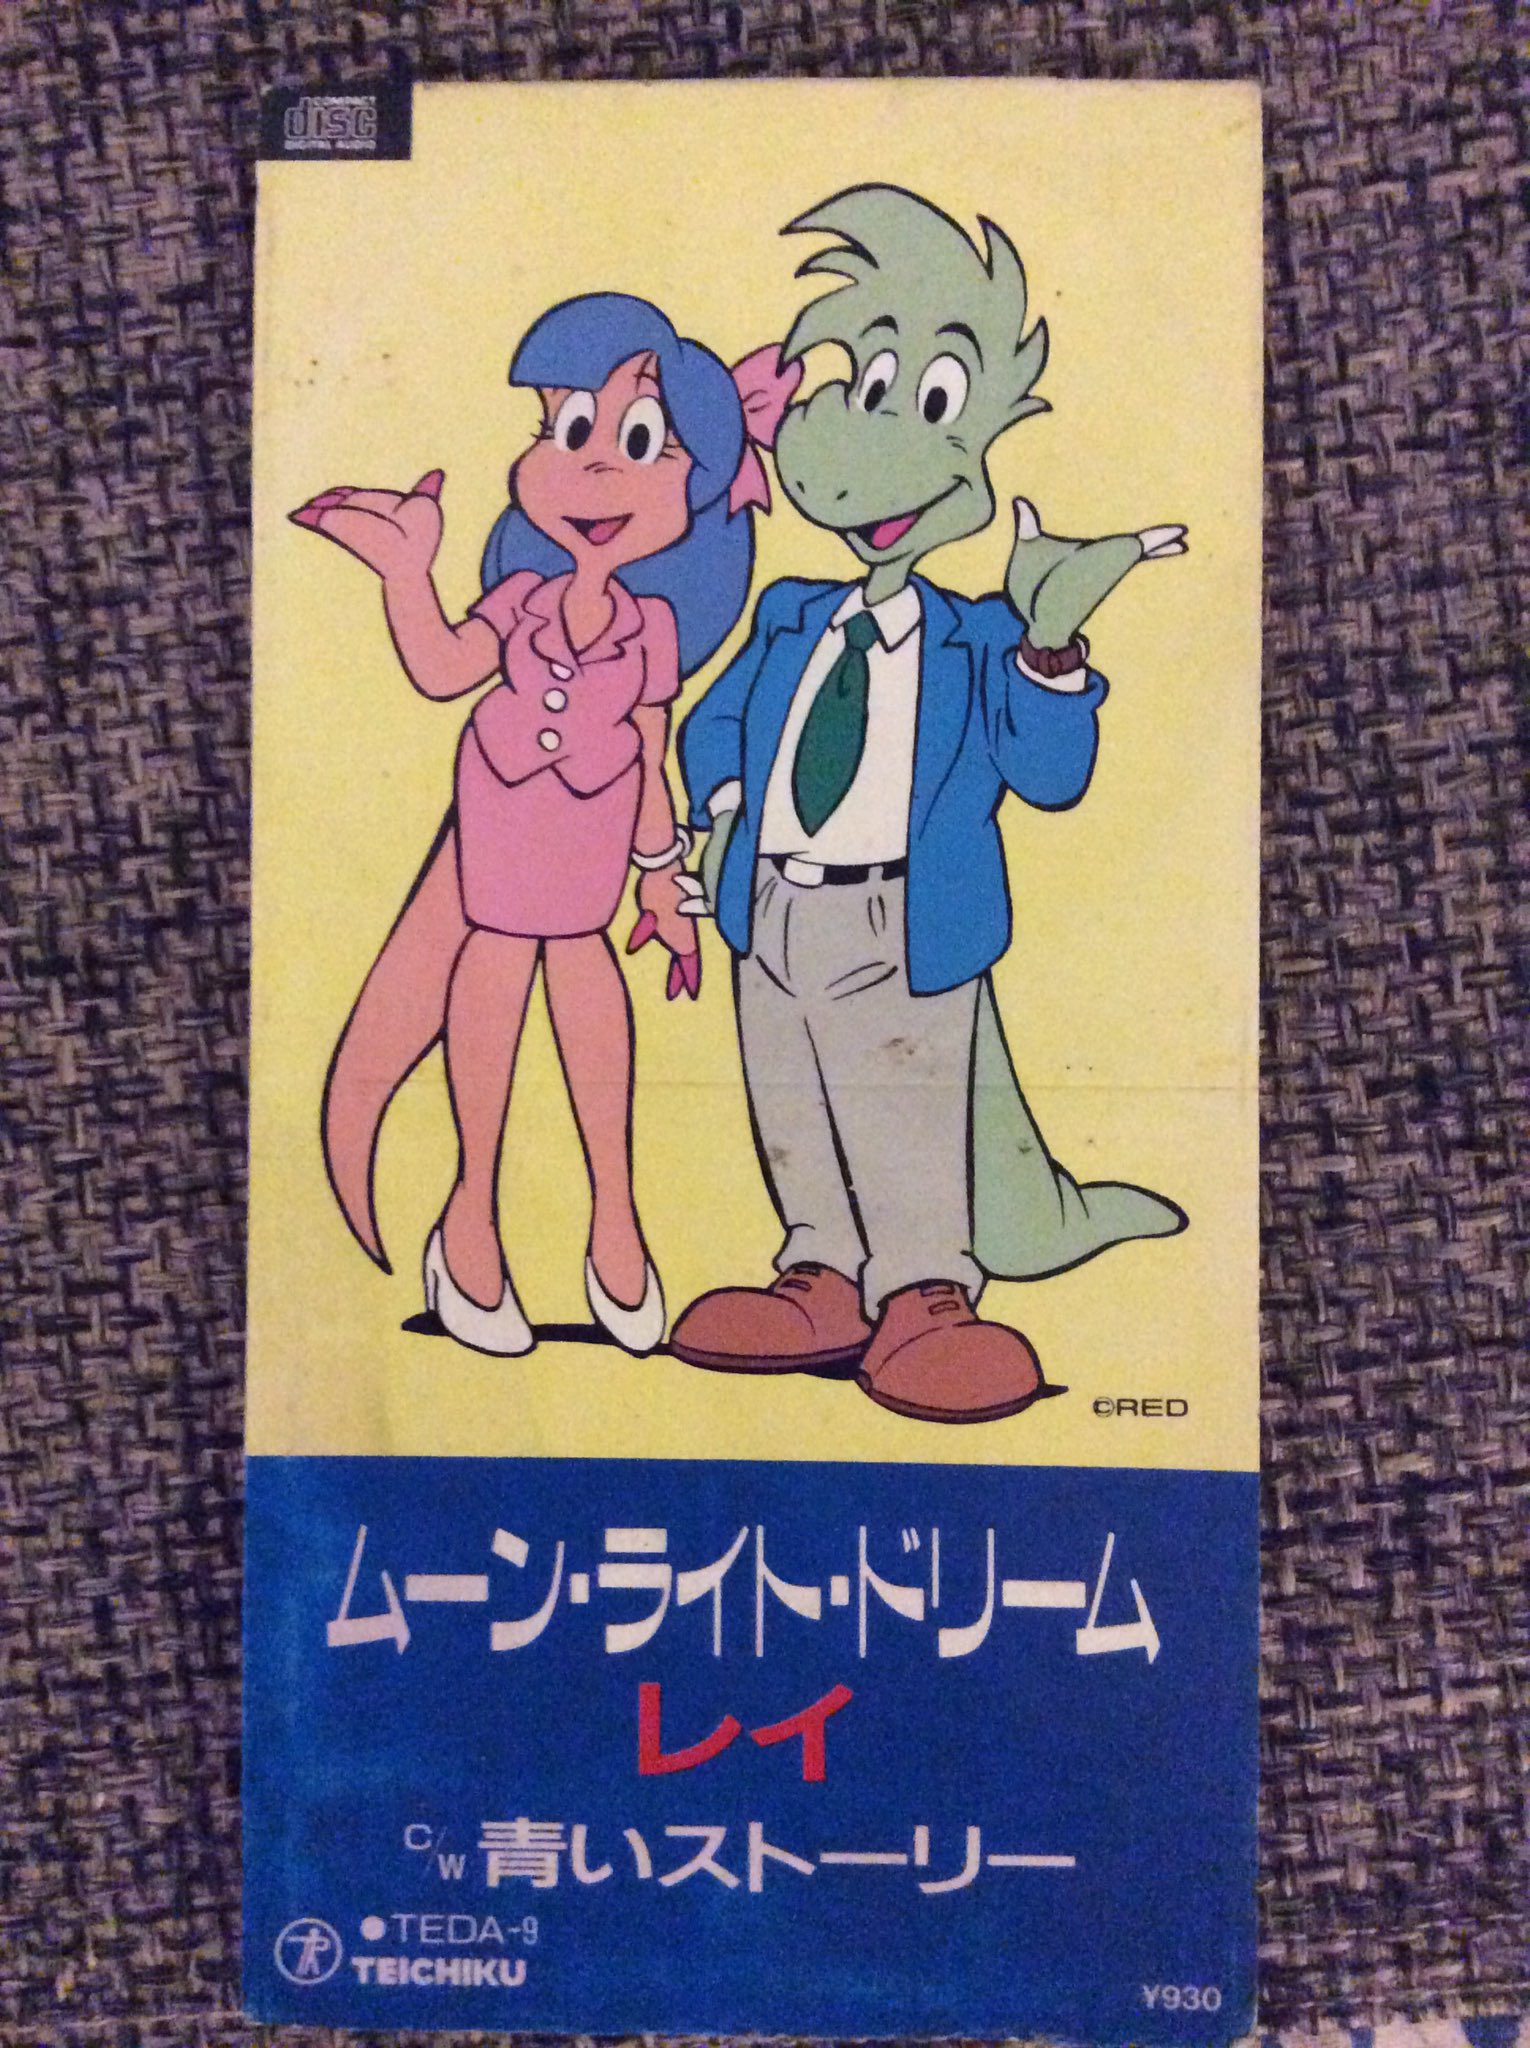 COMPACT
disc
DIGITAL AUDIO
©RED
ムーン・ライト・ドリーム
レイ
C/W 青いストーリー
●TEDA-9
TEICHIKU
¥930